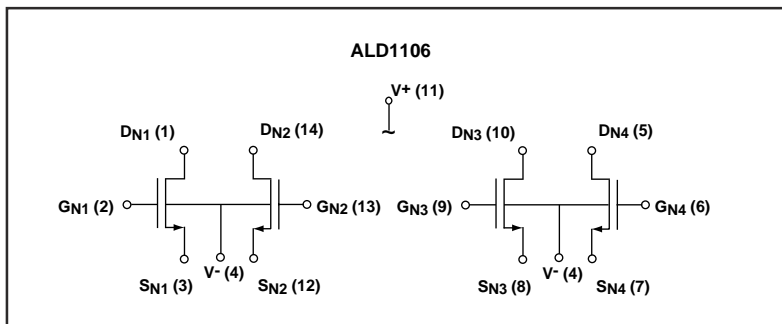 ALD1106
V+ (11)
~
DN1 (1) DN2 (14) DN3 (10) DN4 (5)
GN1 (2) GN2 (13) GN3 (9) GN4 (6)
V- (4) V- (4)
SN1 (3) SN2 (12) SN3 (8) SN4 (7)